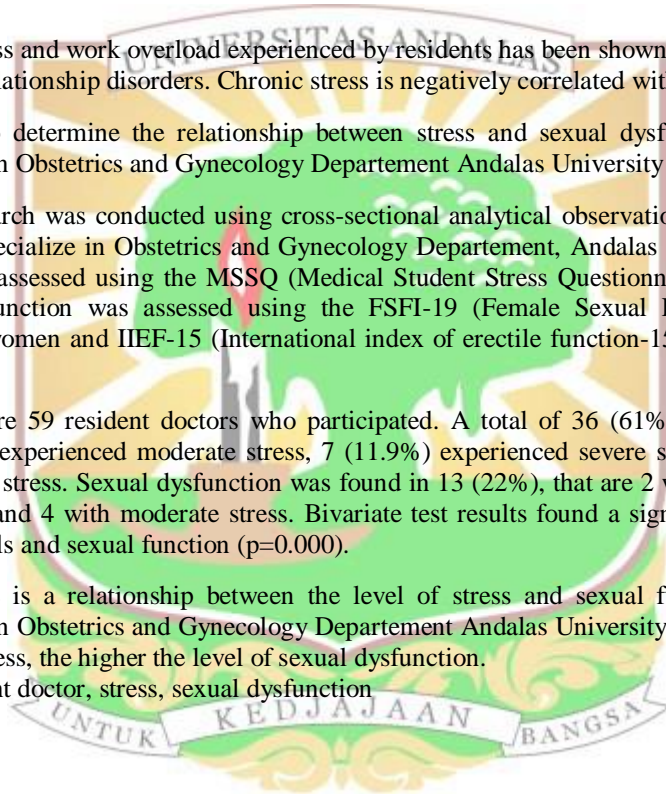 UNIVERSITAS ANDALAS
ss and work overload experienced by residents has been shown
lationship disorders. Chronic stress is negatively correlated wit
determine the relationship between stress and sexual dysf
n Obstetrics and Gynecology Departement Andalas University
arch was conducted using cross-sectional analytical observatio
ecialize in Obstetrics and Gynecology Departement, Andalas
assessed using the MSSQ (Medical Student Stress Questionn
unction was assessed using the FSFI-19 (Female Sexual I
women and IIEF-15 (International index of erectile function-15
re 59 resident doctors who participated. A total of 36 (61%
experienced moderate stress, 7 (11.9%) experienced severe s
stress. Sexual dysfunction was found in 13 (22%), that are 2 v
and 4 with moderate stress. Bivariate test results found a sign
ls and sexual function (p=0.000).
is a relationship between the level of stress and sexual f
n Obstetrics and Gynecology Departement Andalas University
ess, the higher the level of sexual dysfunction.
nt doctor, stress, sexual dysfunction
UNTUK KEDJAJAAN BANGSA